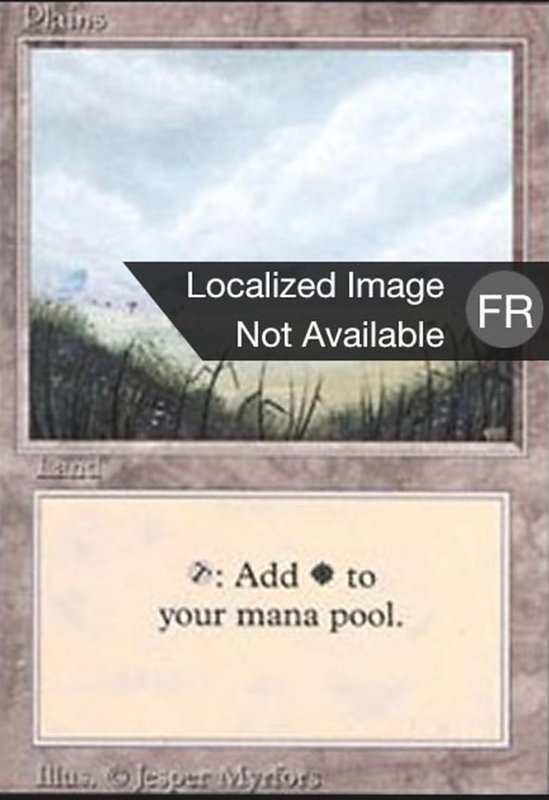 Plains
Localized Image
Not Available
FR
Land
: Add to
your mana pool.
Illus. © Jesper Myrfors